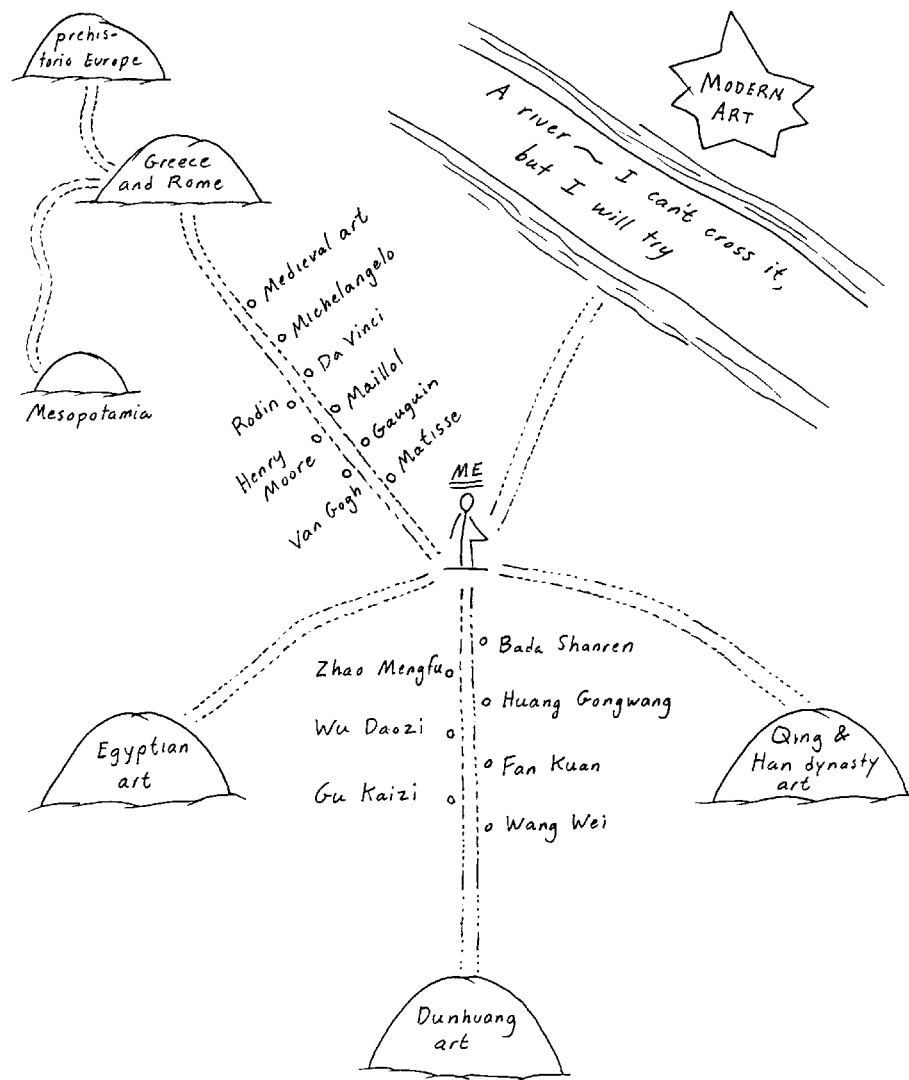 prehis-
toric Europe
MODERN
ART
A river ~ I can't cross it,
but I will try
Greece
and Rome
Medieval art
Michelangelo
Da Vinci
Maillol
Gauguin
Matisse
Rodin
Henry
Moore
Van Gogh
Mesopotamia
ME
Bada Shanren
Zhao Mengfu
Huang Gongwang
Wu Daozi
Fan Kuan
Gu Kaizi
Wang Wei
Egyptian
art
Qing &
Han dynasty
art
Dunhuang
art